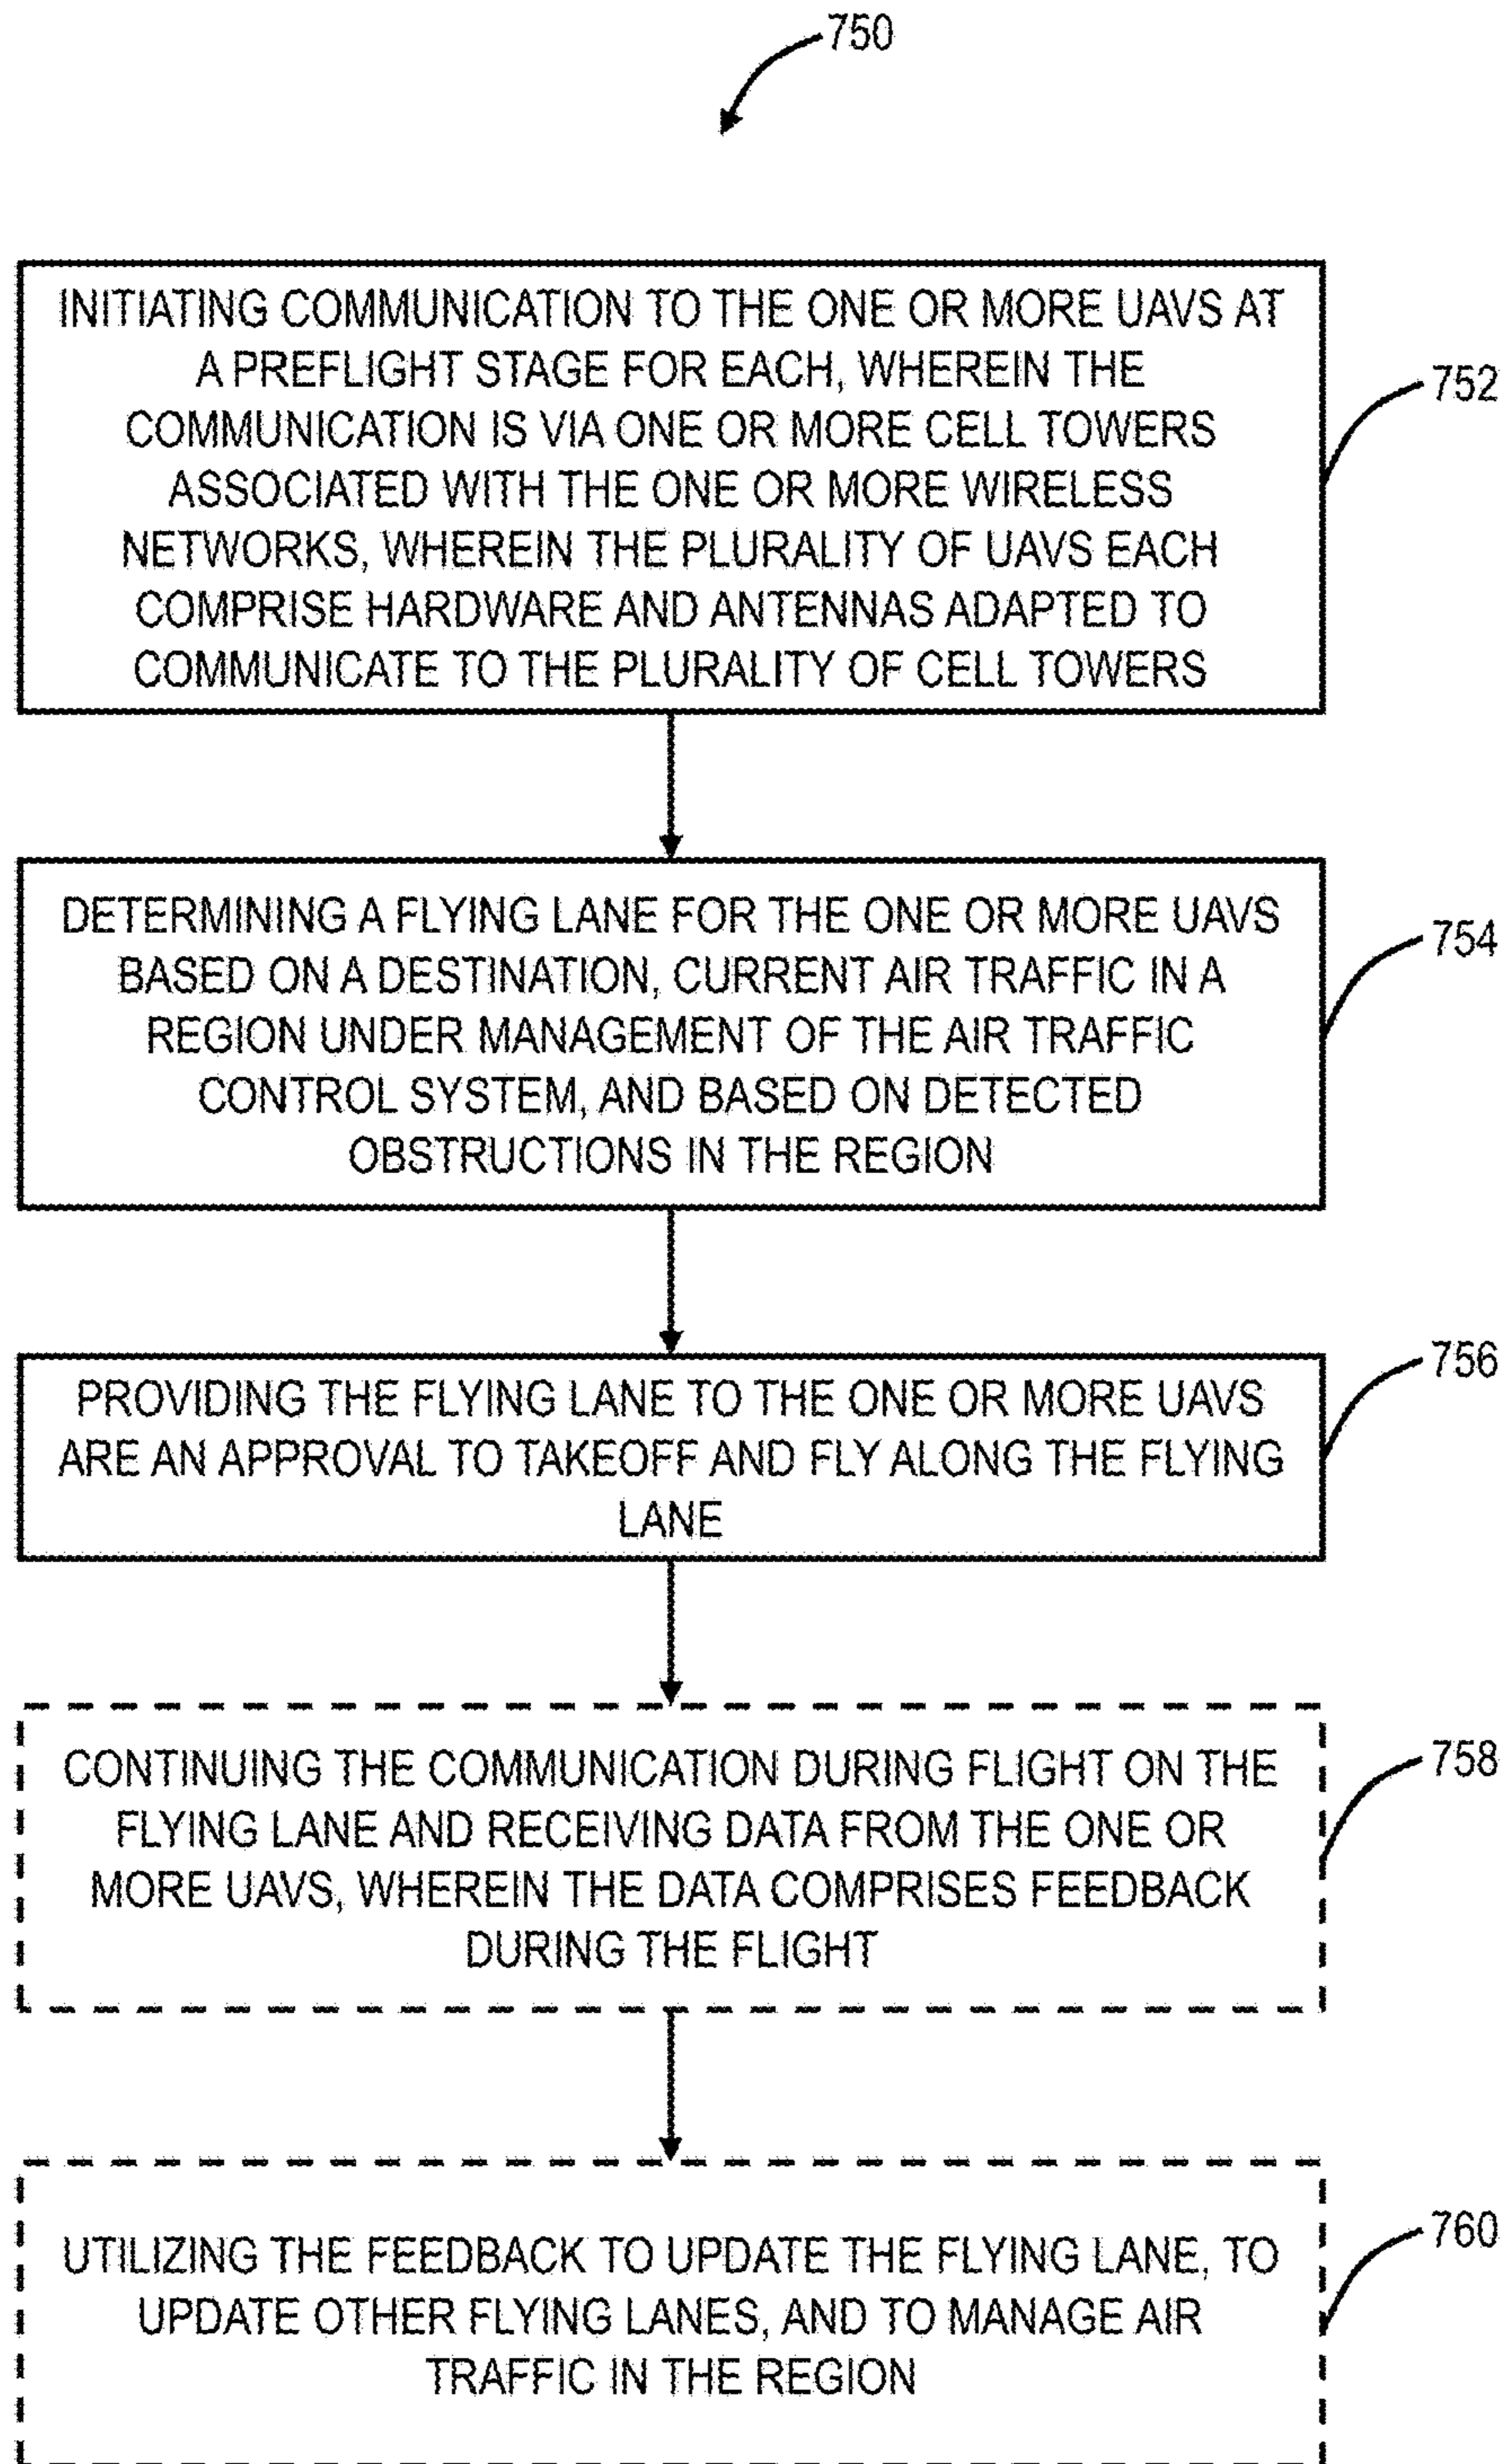 750
INITIATING COMMUNICATION TO THE ONE OR MORE UAVS AT
A PREFLIGHT STAGE FOR EACH, WHEREIN THE
COMMUNICATION IS VIA ONE OR MORE CELL TOWERS
ASSOCIATED WITH THE ONE OR MORE WIRELESS
NETWORKS, WHEREIN THE PLURALITY OF UAVS EACH
COMPRISE HARDWARE AND ANTENNAS ADAPTED TO
COMMUNICATE TO THE PLURALITY OF CELL TOWERS
752
DETERMINING A FLYING LANE FOR THE ONE OR MORE UAVS
BASED ON A DESTINATION, CURRENT AIR TRAFFIC IN A
REGION UNDER MANAGEMENT OF THE AIR TRAFFIC
CONTROL SYSTEM, AND BASED ON DETECTED
OBSTRUCTIONS IN THE REGION
754
PROVIDING THE FLYING LANE TO THE ONE OR MORE UAVS
ARE AN APPROVAL TO TAKEOFF AND FLY ALONG THE FLYING
LANE
756
CONTINUING THE COMMUNICATION DURING FLIGHT ON THE
FLYING LANE AND RECEIVING DATA FROM THE ONE OR
MORE UAVS, WHEREIN THE DATA COMPRISES FEEDBACK
DURING THE FLIGHT
758
UTILIZING THE FEEDBACK TO UPDATE THE FLYING LANE, TO
UPDATE OTHER FLYING LANES, AND TO MANAGE AIR
TRAFFIC IN THE REGION
760